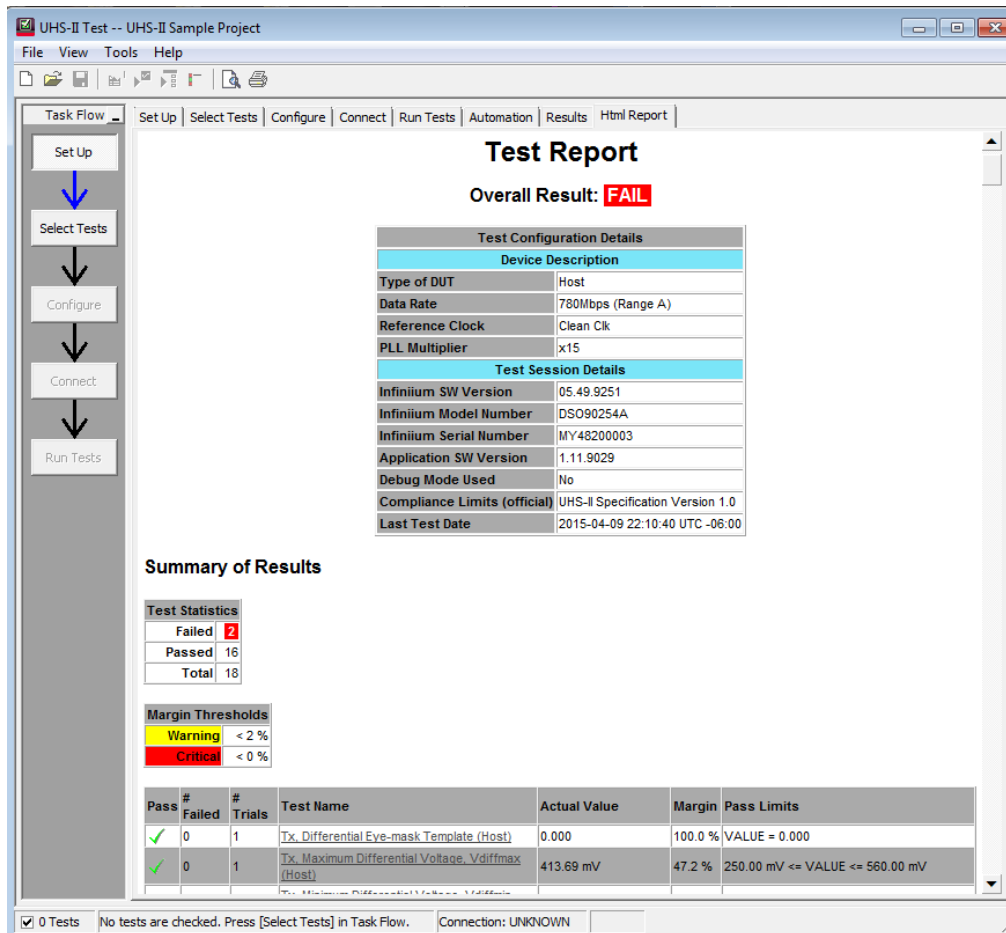 UHS-II Test -- UHS-II Sample Project
File View Tools Help
Task Flow
Set Up
Select Tests
Configure
Connect
Run Tests
Set Up Select Tests Configure Connect Run Tests Automation Results Html Report
Test Report
Overall Result: FAIL
Test Configuration Details
Device Description
Type of DUT Host
Data Rate 780Mbps (Range A)
Reference Clock Clean Clk
PLL Multiplier x15
Test Session Details
Infiniium SW Version 05.49.9251
Infiniium Model Number DSO90254A
Infiniium Serial Number MY48200003
Application SW Version 1.11.9029
Debug Mode Used No
Compliance Limits (official) UHS-II Specification Version 1.0
Last Test Date 2015-04-09 22:10:40 UTC -06:00
Summary of Results
Test Statistics
Failed 2
Passed 16
Total 18
Margin Thresholds
Warning < 2 %
Critical < 0 %
Pass # Failed # Trials Test Name Actual Value Margin Pass Limits
0 1 Tx, Differential Eye-mask Template (Host) 0.000 100.0 % VALUE = 0.000
0 1 Tx, Maximum Differential Voltage, Vdiffmax (Host) 413.69 mV 47.2 % 250.00 mV <= VALUE <= 560.00 mV
0 Tests No tests are checked. Press [Select Tests] in Task Flow. Connection: UNKNOWN